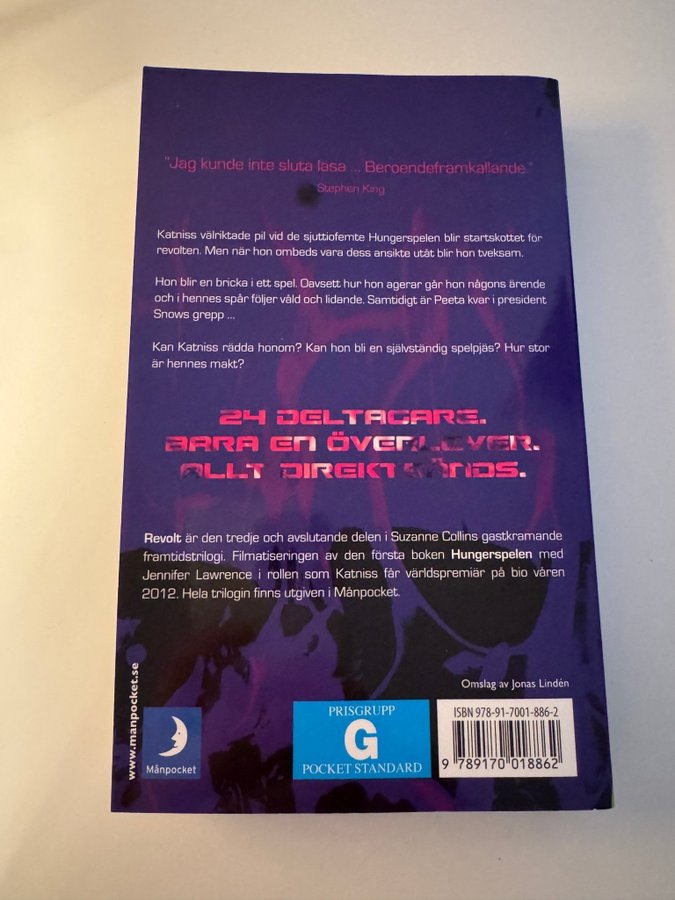 "Jag kunde inte sluta läsa ... Beroendeframkallande."
Stephen King
Katniss välriktade pil vid de sjuttiofemte Hungerspelen blir startskottet för
revolten. Men när hon ombeds vara dess ansikte utåt blir hon tveksam.
Hon blir en bricka i ett spel. Oavsett hur hon agerar går hon någons ärende
och i hennes spår följer våld och lidande. Samtidigt är Peeta kvar i president
Snows grepp ...
Kan Katniss rädda honom? Kan hon bli en självständig spelpjäs? Hur stor
är hennes makt?
24 DELTAGARE.
BARA EN ÖVERLEVER.
ALLT DIREKTSÄNDS.
Revolt är den tredje och avslutande delen i Suzanne Collins gastkramande
framtidstrilogi. Filmatiseringen av den första boken Hungerspelen med
Jennifer Lawrence i rollen som Katniss får världspremiär på bio våren
2012. Hela trilogin finns utgiven i Månpocket.
Omslag av Jonas Lindén
www.manpocket.se
Månpocket
PRISGRUPP
G
POCKET STANDARD
ISBN 978-91-7001-886-2
9 789170 018862